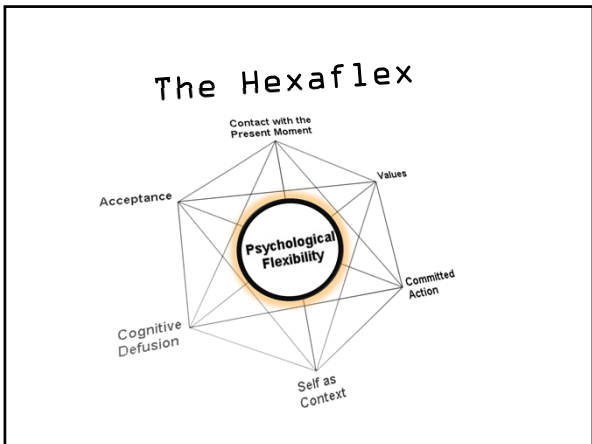 The Hexaflex
Contact with the
Present Moment
Values
Acceptance
Psychological
Flexibility
Committed
Action
Cognitive
Defusion
Self as
Context